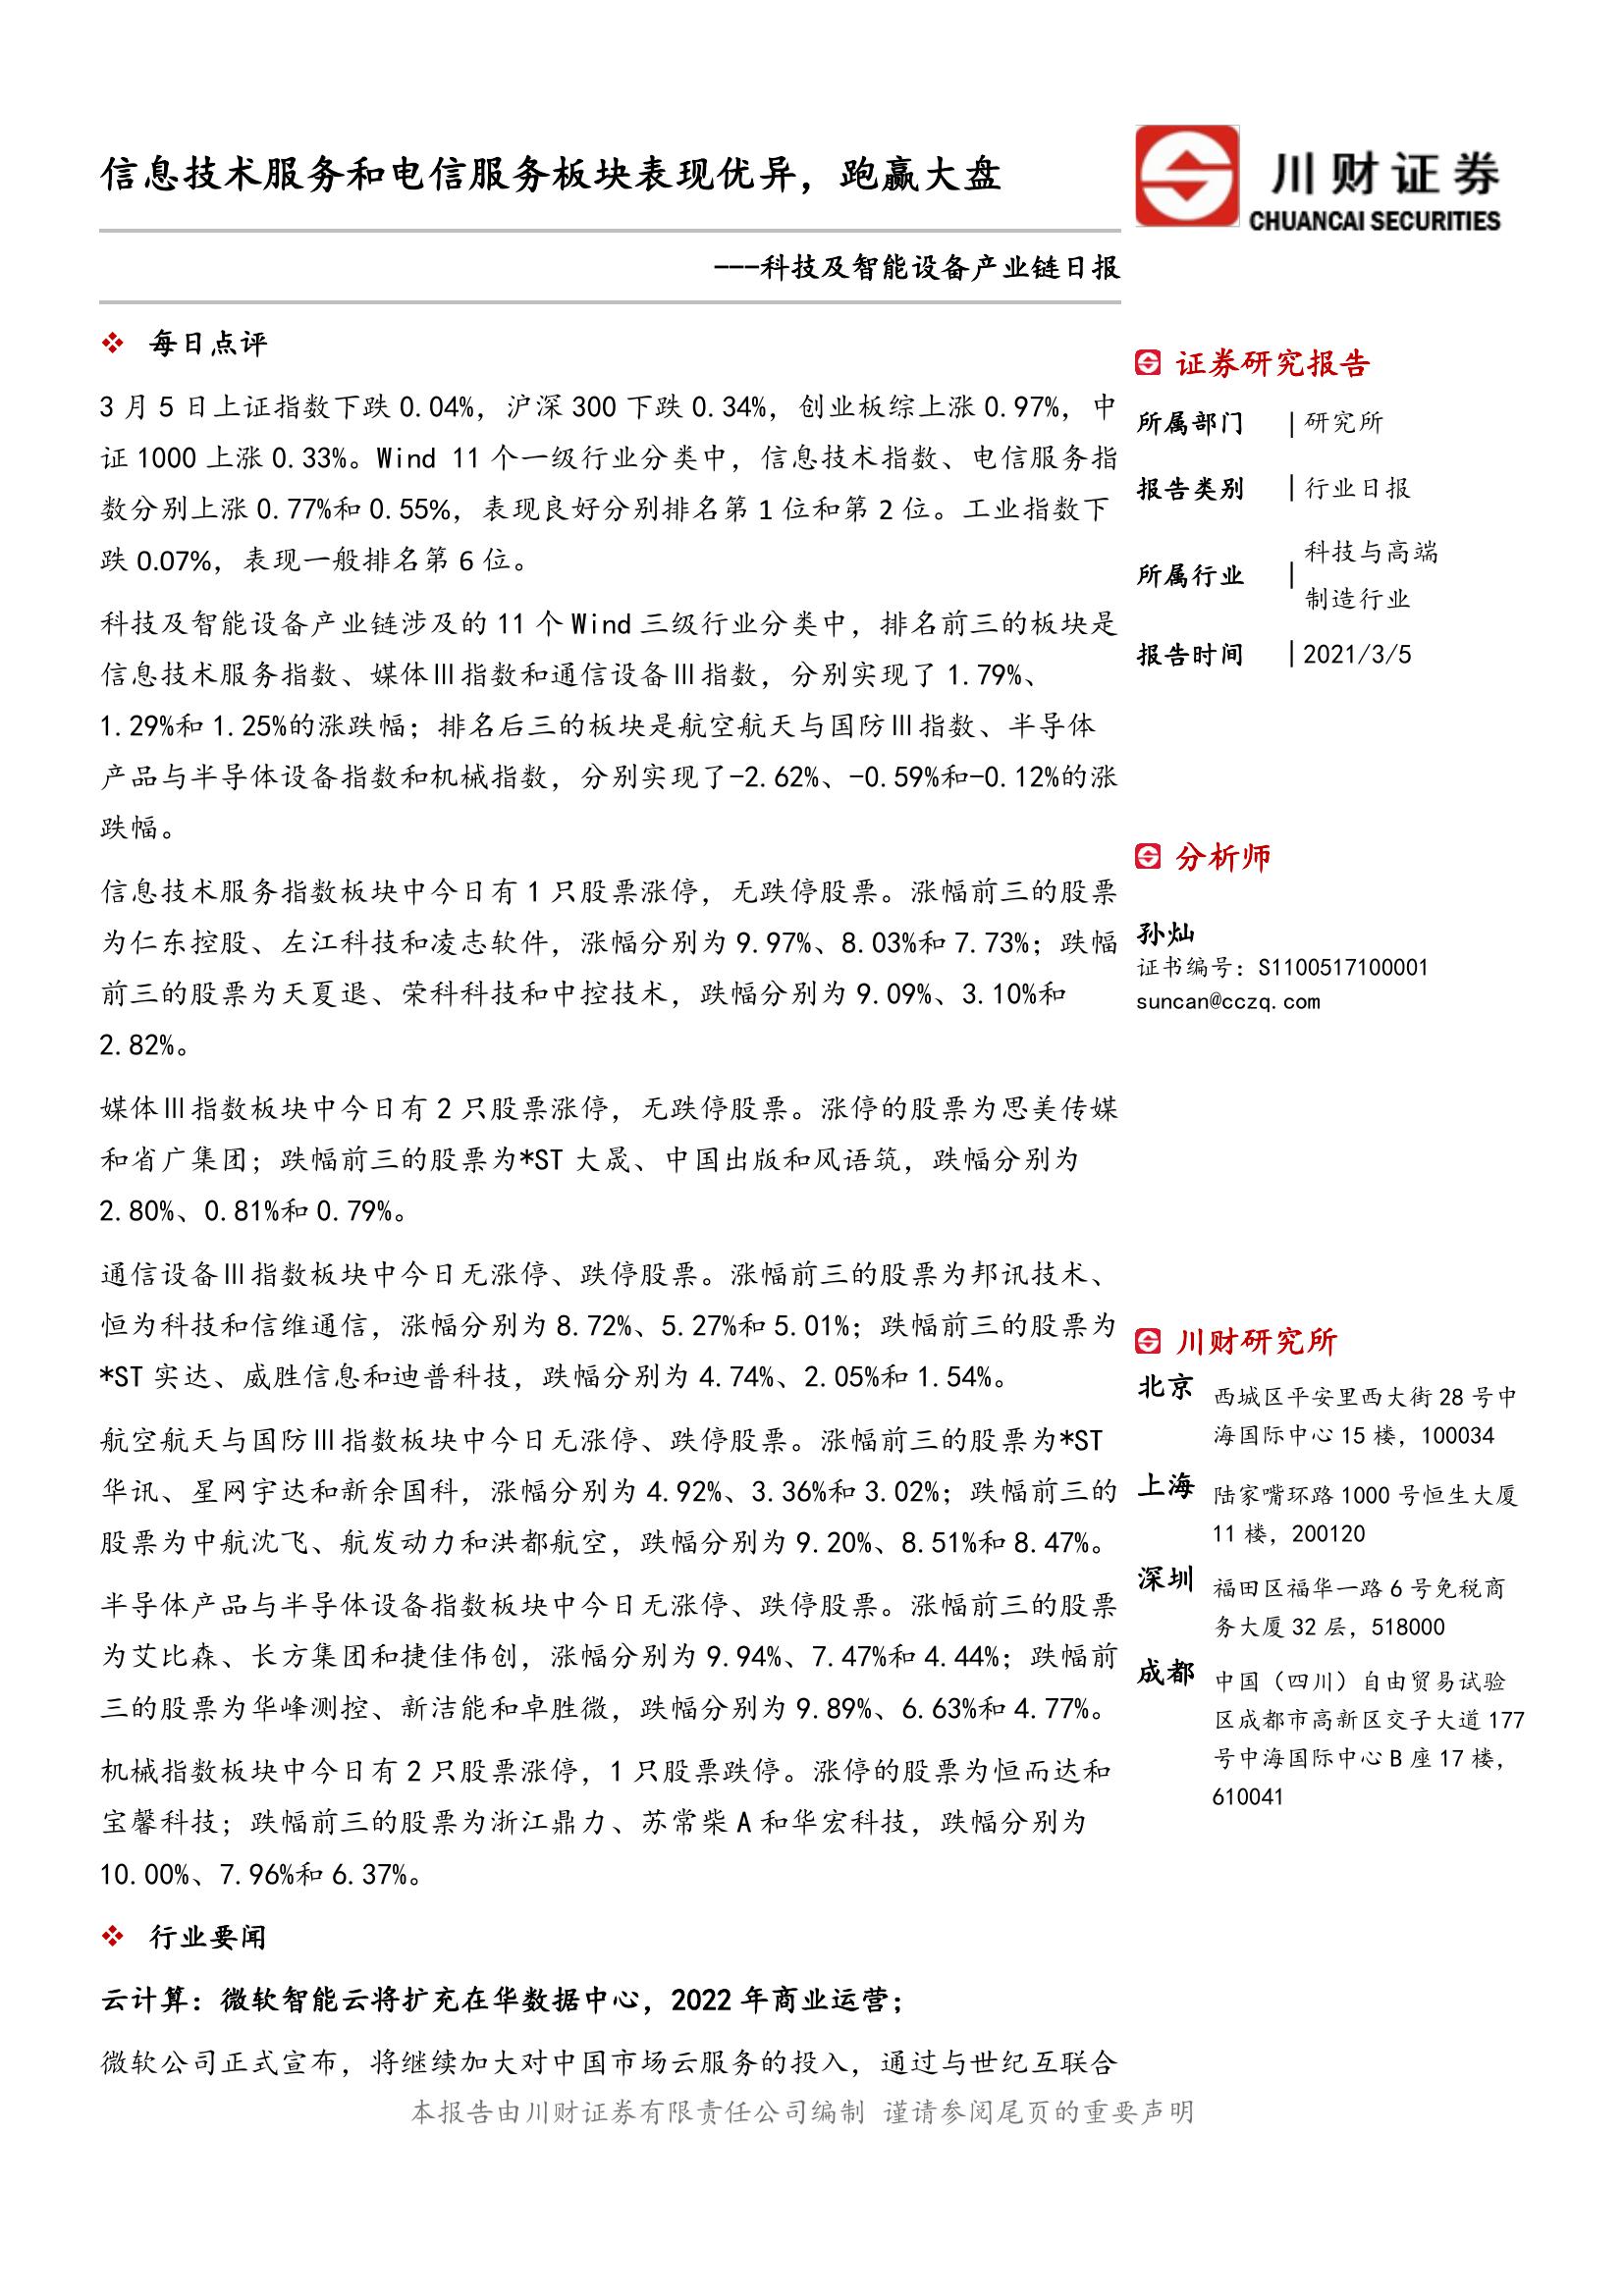 信息技术服务和电信服务板块表现优异，跑赢大盘
---科技及智能设备产业链日报
川财证券
CHUANCAI SECURITIES
❖ 每日点评
3 月 5 日上证指数下跌 0.04%，沪深 300 下跌 0.34%，创业板综上涨 0.97%，中
证 1000 上涨 0.33%。Wind 11 个一级行业分类中，信息技术指数、电信服务指
数分别上涨 0.77%和 0.55%，表现良好分别排名第 1 位和第 2 位。工业指数下
跌 0.07%，表现一般排名第 6 位。
科技及智能设备产业链涉及的 11 个 Wind 三级行业分类中，排名前三的板块是
信息技术服务指数、媒体Ⅲ指数和通信设备Ⅲ指数，分别实现了 1.79%、
1.29%和 1.25%的涨跌幅；排名后三的板块是航空航天与国防Ⅲ指数、半导体
产品与半导体设备指数和机械指数，分别实现了-2.62%、-0.59%和-0.12%的涨
跌幅。
信息技术服务指数板块中今日有 1 只股票涨停，无跌停股票。涨幅前三的股票
为仁东控股、左江科技和凌志软件，涨幅分别为 9.97%、8.03%和 7.73%；跌幅
前三的股票为天夏退、荣科科技和中控技术，跌幅分别为 9.09%、3.10%和
2.82%。
媒体Ⅲ指数板块中今日有 2 只股票涨停，无跌停股票。涨停的股票为思美传媒
和省广集团；跌幅前三的股票为*ST 大晟、中国出版和风语筑，跌幅分别为
2.80%、0.81%和 0.79%。
通信设备Ⅲ指数板块中今日无涨停、跌停股票。涨幅前三的股票为邦讯技术、
恒为科技和信维通信，涨幅分别为 8.72%、5.27%和 5.01%；跌幅前三的股票为
*ST 实达、威胜信息和迪普科技，跌幅分别为 4.74%、2.05%和 1.54%。
航空航天与国防Ⅲ指数板块中今日无涨停、跌停股票。涨幅前三的股票为*ST
华讯、星网宇达和新余国科，涨幅分别为 4.92%、3.36%和 3.02%；跌幅前三的
股票为中航沈飞、航发动力和洪都航空，跌幅分别为 9.20%、8.51%和 8.47%。
半导体产品与半导体设备指数板块中今日无涨停、跌停股票。涨幅前三的股票
为艾比森、长方集团和捷佳伟创，涨幅分别为 9.94%、7.47%和 4.44%；跌幅前
三的股票为华峰测控、新洁能和卓胜微，跌幅分别为 9.89%、6.63%和 4.77%。
机械指数板块中今日有 2 只股票涨停，1 只股票跌停。涨停的股票为恒而达和
宝馨科技；跌幅前三的股票为浙江鼎力、苏常柴 A 和华宏科技，跌幅分别为
10.00%、7.96%和 6.37%。
❖ 行业要闻
云计算：微软智能云将扩充在华数据中心，2022 年商业运营；
微软公司正式宣布，将继续加大对中国市场云服务的投入，通过与世纪互联合
证券研究报告
所属部门 | 研究所
报告类别 | 行业日报
所属行业 | 科技与高端
制造行业
报告时间 | 2021/3/5
分析师
孙灿
证书编号：S1100517100001
suncan@cczq.com
川财研究所
北京 西城区平安里西大街 28 号中
海国际中心 15 楼，100034
上海 陆家嘴环路 1000 号恒生大厦
11 楼，200120
深圳 福田区福华一路 6 号免税商
务大厦 32 层，518000
成都 中国（四川）自由贸易试验
区成都市高新区交子大道 177
号中海国际中心 B 座 17 楼，
610041
本报告由川财证券有限责任公司编制 谨请参阅尾页的重要声明